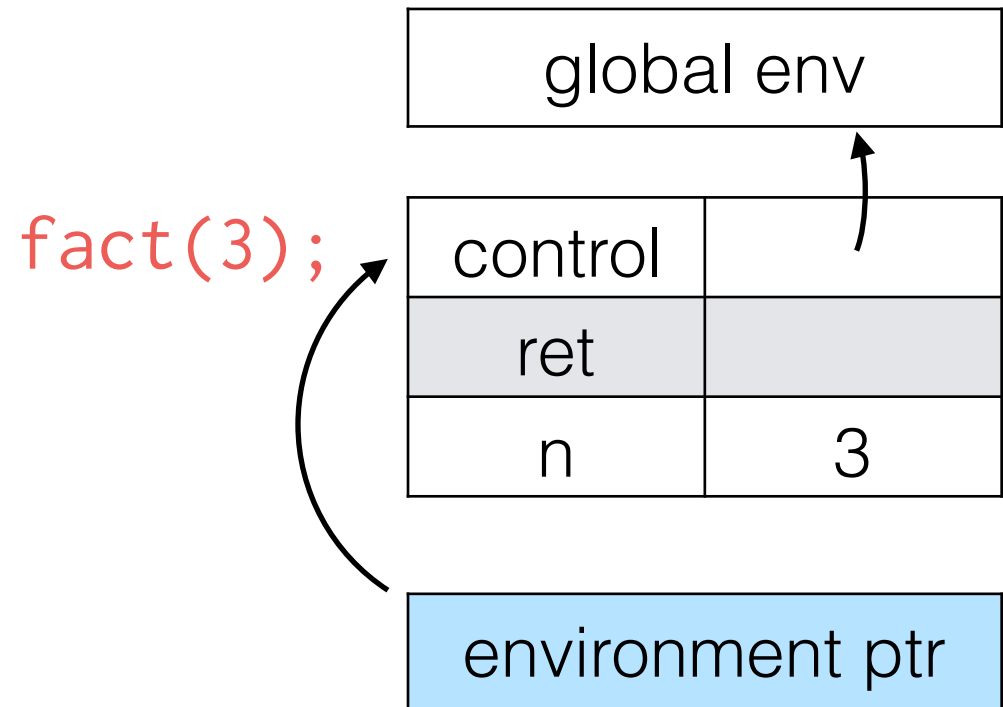 global env
fact(3);
control
ret
n 3
environment ptr